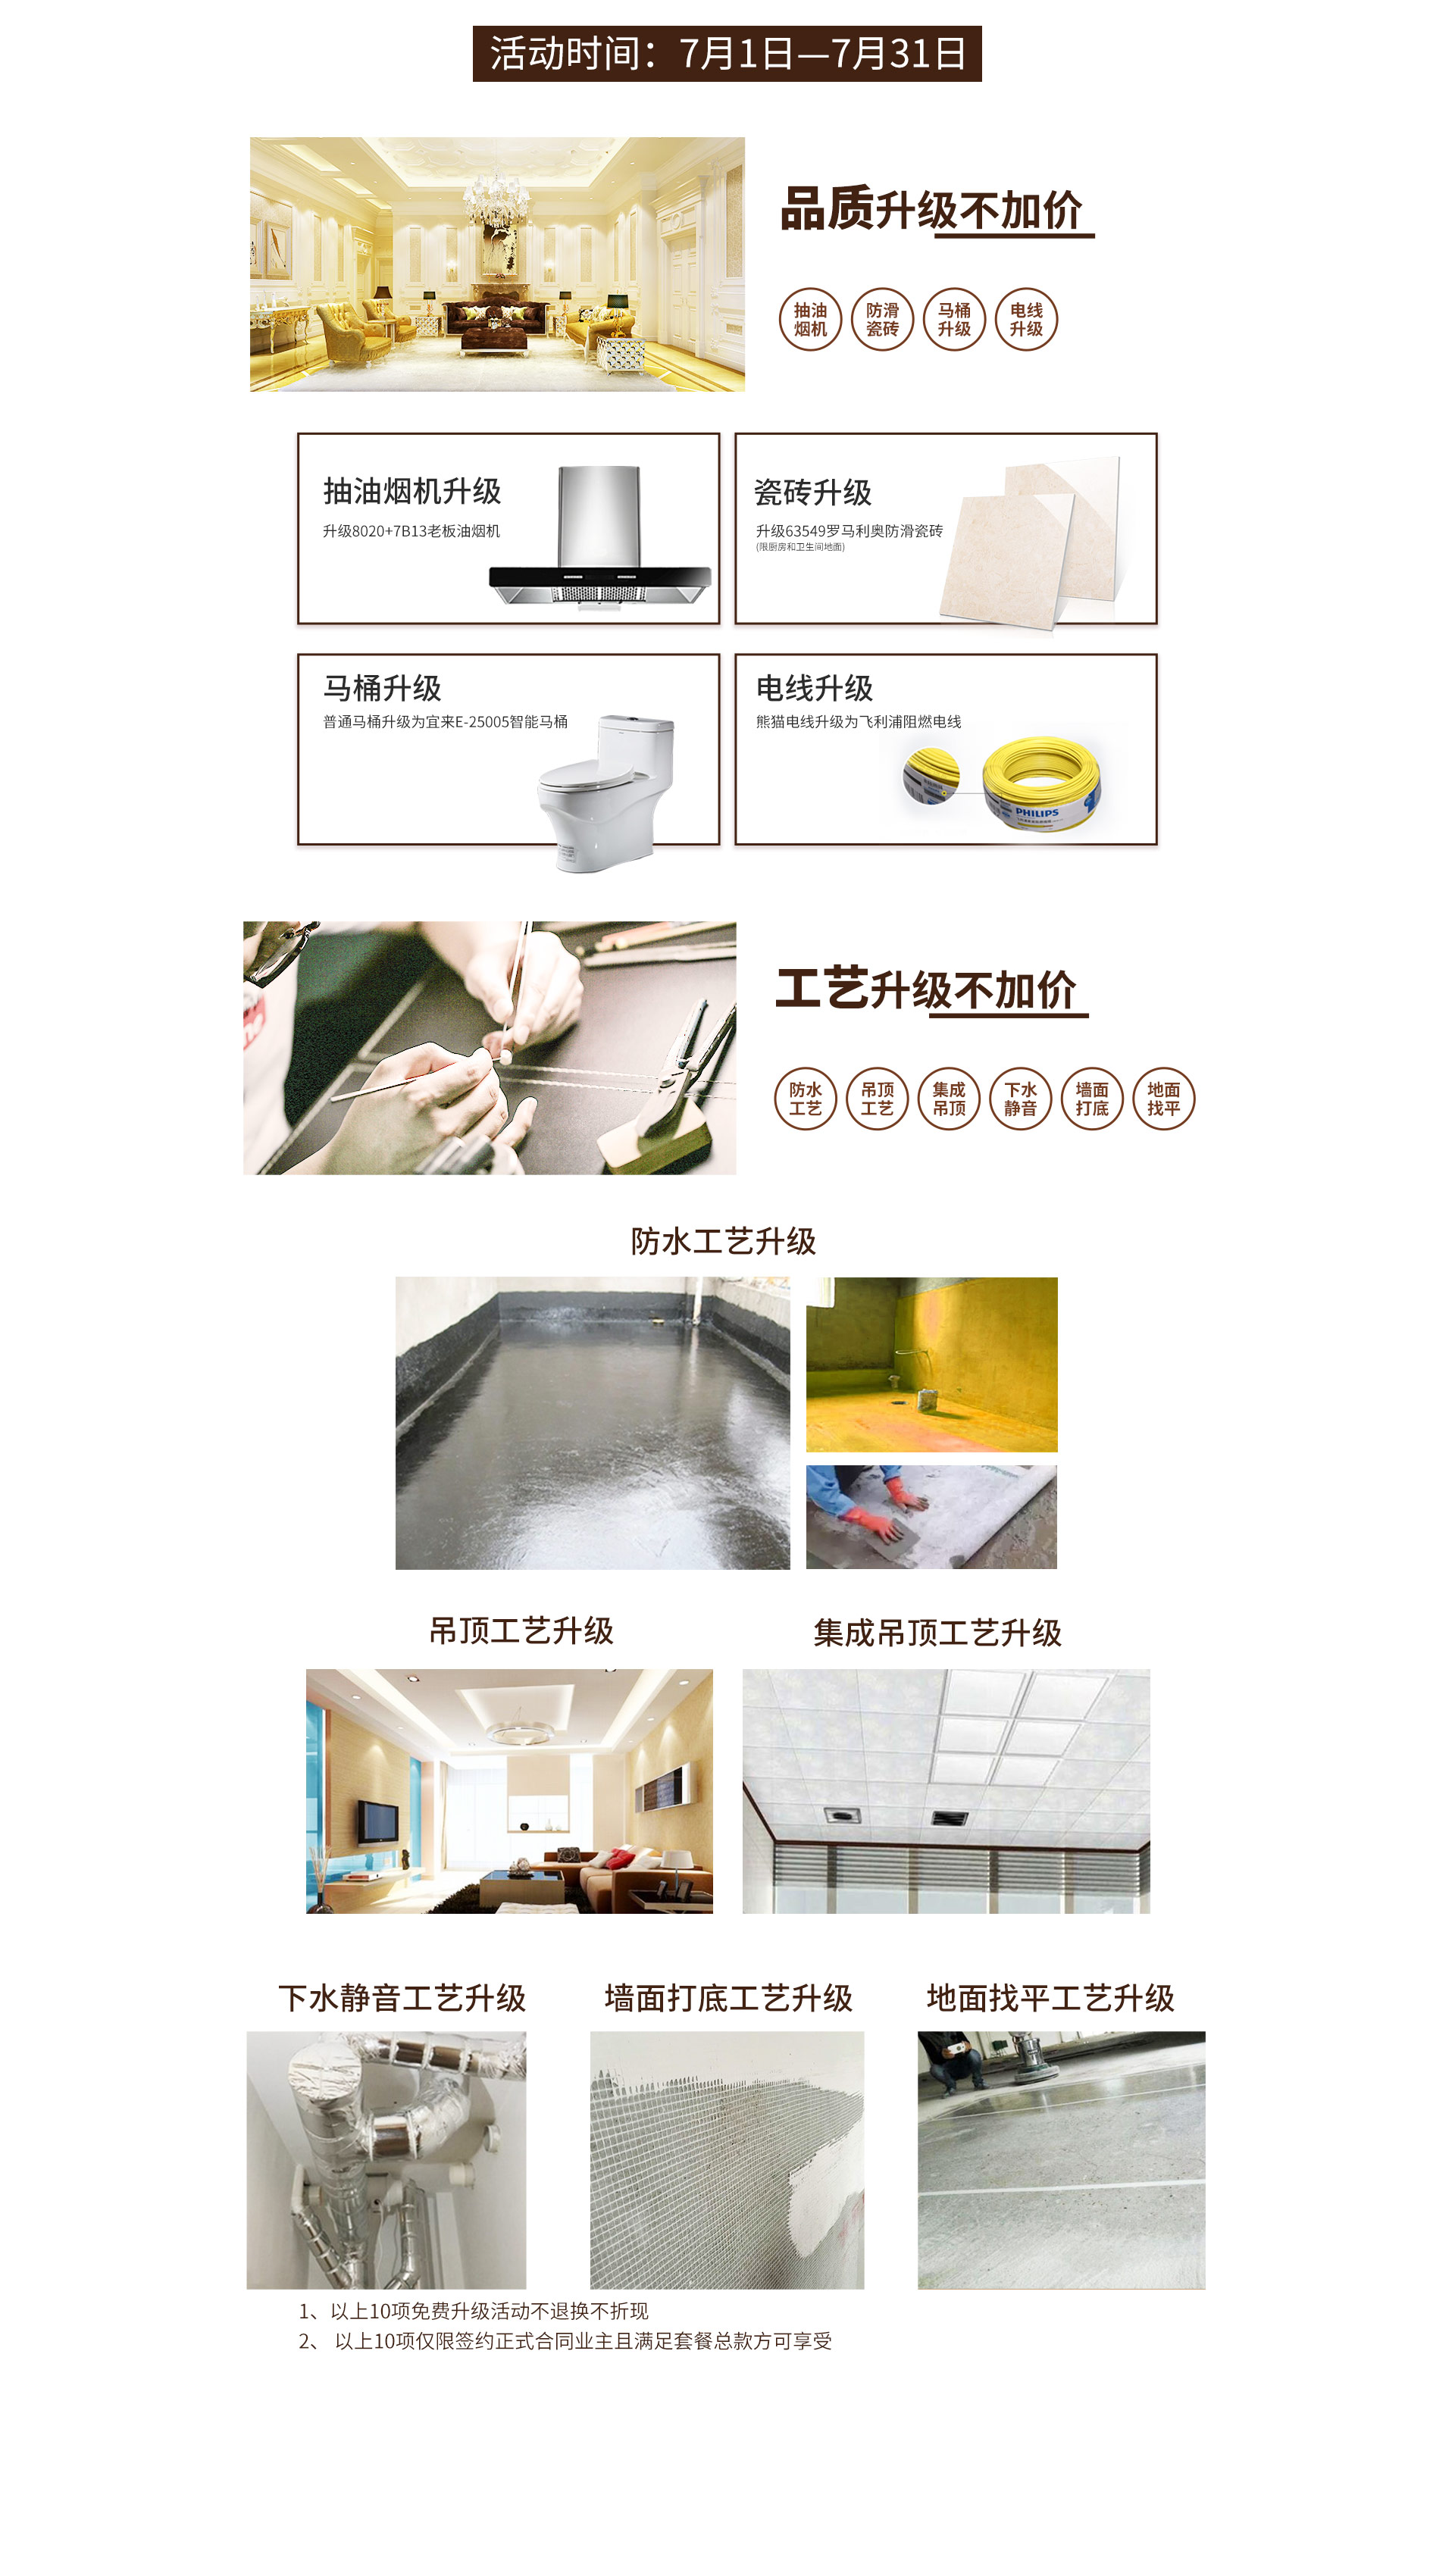 活动时间：7月1日—7月31日
品质升级不加价
抽油
烟机
防滑
瓷砖
马桶
升级
电线
升级
抽油烟机升级
升级8020+7B13老板油烟机
瓷砖升级
升级63549罗马利奥防滑瓷砖
(限厨房和卫生间地面)
马桶升级
普通马桶升级为宜来E-25005智能马桶
电线升级
熊猫电线升级为飞利浦阻燃电线
PHILIPS
工艺升级不加价
防水
工艺
吊顶
工艺
集成
吊顶
下水
静音
墙面
打底
地面
找平
防水工艺升级
吊顶工艺升级
集成吊顶工艺升级
下水静音工艺升级
墙面打底工艺升级
地面找平工艺升级
1、以上10项免费升级活动不退换不折现
2、 以上10项仅限签约正式合同业主且满足套餐总款方可享受